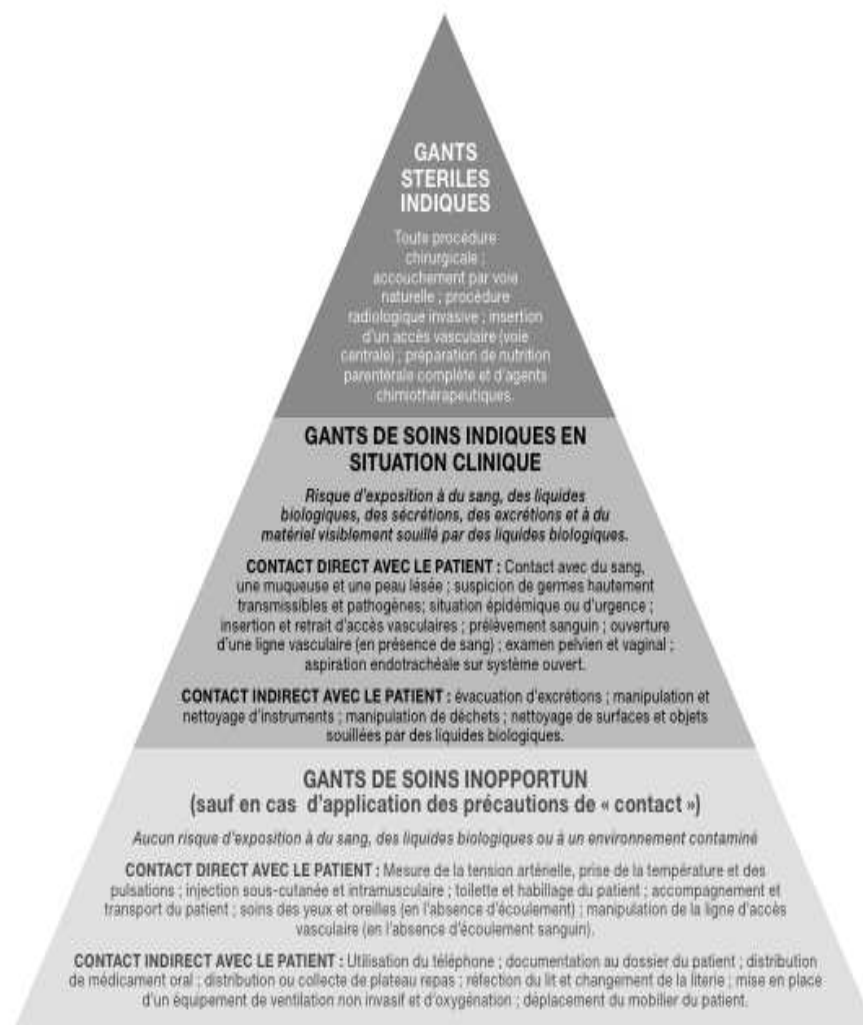 GANTS
STERILES
INDIQUES
Toute procédure
chirurgicale ;
accouchement par voie
naturelle ; procédure
radiologique invasive ; insertion
d'un accès vasculaire (voie
centrale) ; préparation de nutrition
parentérale complète et d'agents
chimiothérapeutiques.
GANTS DE SOINS INDIQUES EN
SITUATION CLINIQUE
Risque d'exposition à du sang, des liquides
biologiques, des sécrétions, des excrétions et à du
matériel visiblement souillé par des liquides biologiques.
CONTACT DIRECT AVEC LE PATIENT : Contact avec du sang,
une muqueuse et une peau lésée ; suspicion de germes hautement
transmissibles et pathogènes; situation épidémique ou d'urgence ;
insertion et retrait d'accès vasculaires ; prélèvement sanguin ; ouverture
d'une ligne vasculaire (en présence de sang) ; examen pelvien et vaginal ;
aspiration endotrachéale sur système ouvert.
CONTACT INDIRECT AVEC LE PATIENT : évacuation d'excrétions ; manipulation et
nettoyage d'instruments ; manipulation de déchets ; nettoyage de surfaces et objets
souillées par des liquides biologiques.
GANTS DE SOINS INOPPORTUN
(sauf en cas d'application des précautions de « contact »)
Aucun risque d'exposition à du sang, des liquides biologiques ou à un environnement contaminé
CONTACT DIRECT AVEC LE PATIENT : Mesure de la tension artérielle, prise de la température et des
pulsations ; injection sous-cutanée et intramusculaire ; toilette et habillage du patient ; accompagnement et
transport du patient ; soins des yeux et oreilles (en l'absence d'écoulement) ; manipulation de la ligne d'accès
vasculaire (en l'absence d'écoulement sanguin).
CONTACT INDIRECT AVEC LE PATIENT : Utilisation du téléphone ; documentation au dossier du patient ; distribution
de médicament oral ; distribution ou collecte de plateau repas ; réfection du lit et changement de la literie ; mise en place
d'un équipement de ventilation non invasif et d'oxygénation ; déplacement du mobilier du patient.